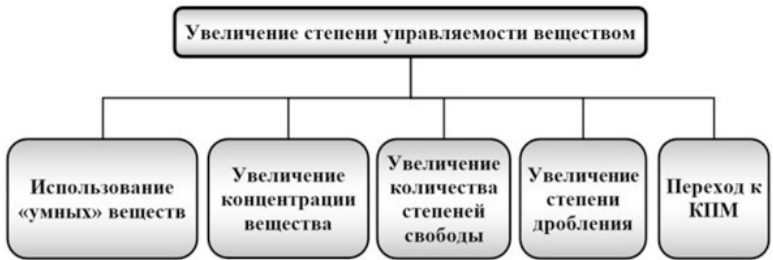 Увеличение степени управляемости веществом
Использование
«умных» веществ
Увеличение
концентрации
вещества
Увеличение
количества
степеней
свободы
Увеличение
степени
дробления
Переход к
КПМ